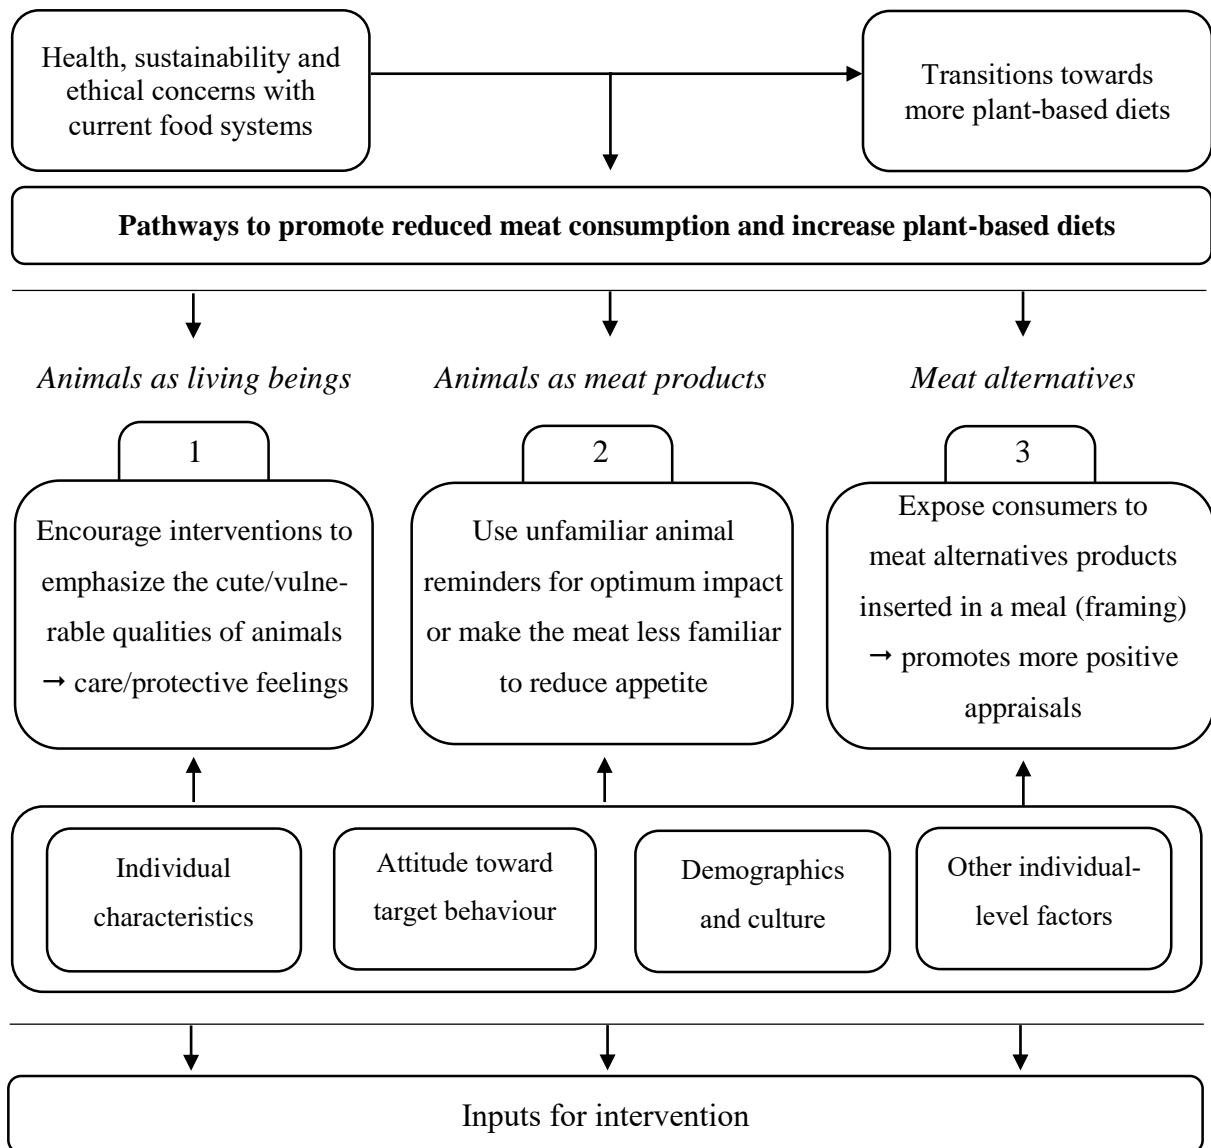 Health, sustainability and
ethical concerns with
current food systems
Transitions towards
more plant-based diets
Pathways to promote reduced meat consumption and increase plant-based diets
Animals as living beings
Animals as meat products
Meat alternatives
1
Encourage interventions to
emphasize the cute/vulne-
rable qualities of animals
→ care/protective feelings
2
Use unfamiliar animal
reminders for optimum impact
or make the meat less familiar
to reduce appetite
3
Expose consumers to
meat alternatives products
inserted in a meal (framing)
→ promotes more positive
appraisals
Individual
characteristics
Attitude toward
target behaviour
Demographics
and culture
Other individual-
level factors
Inputs for intervention